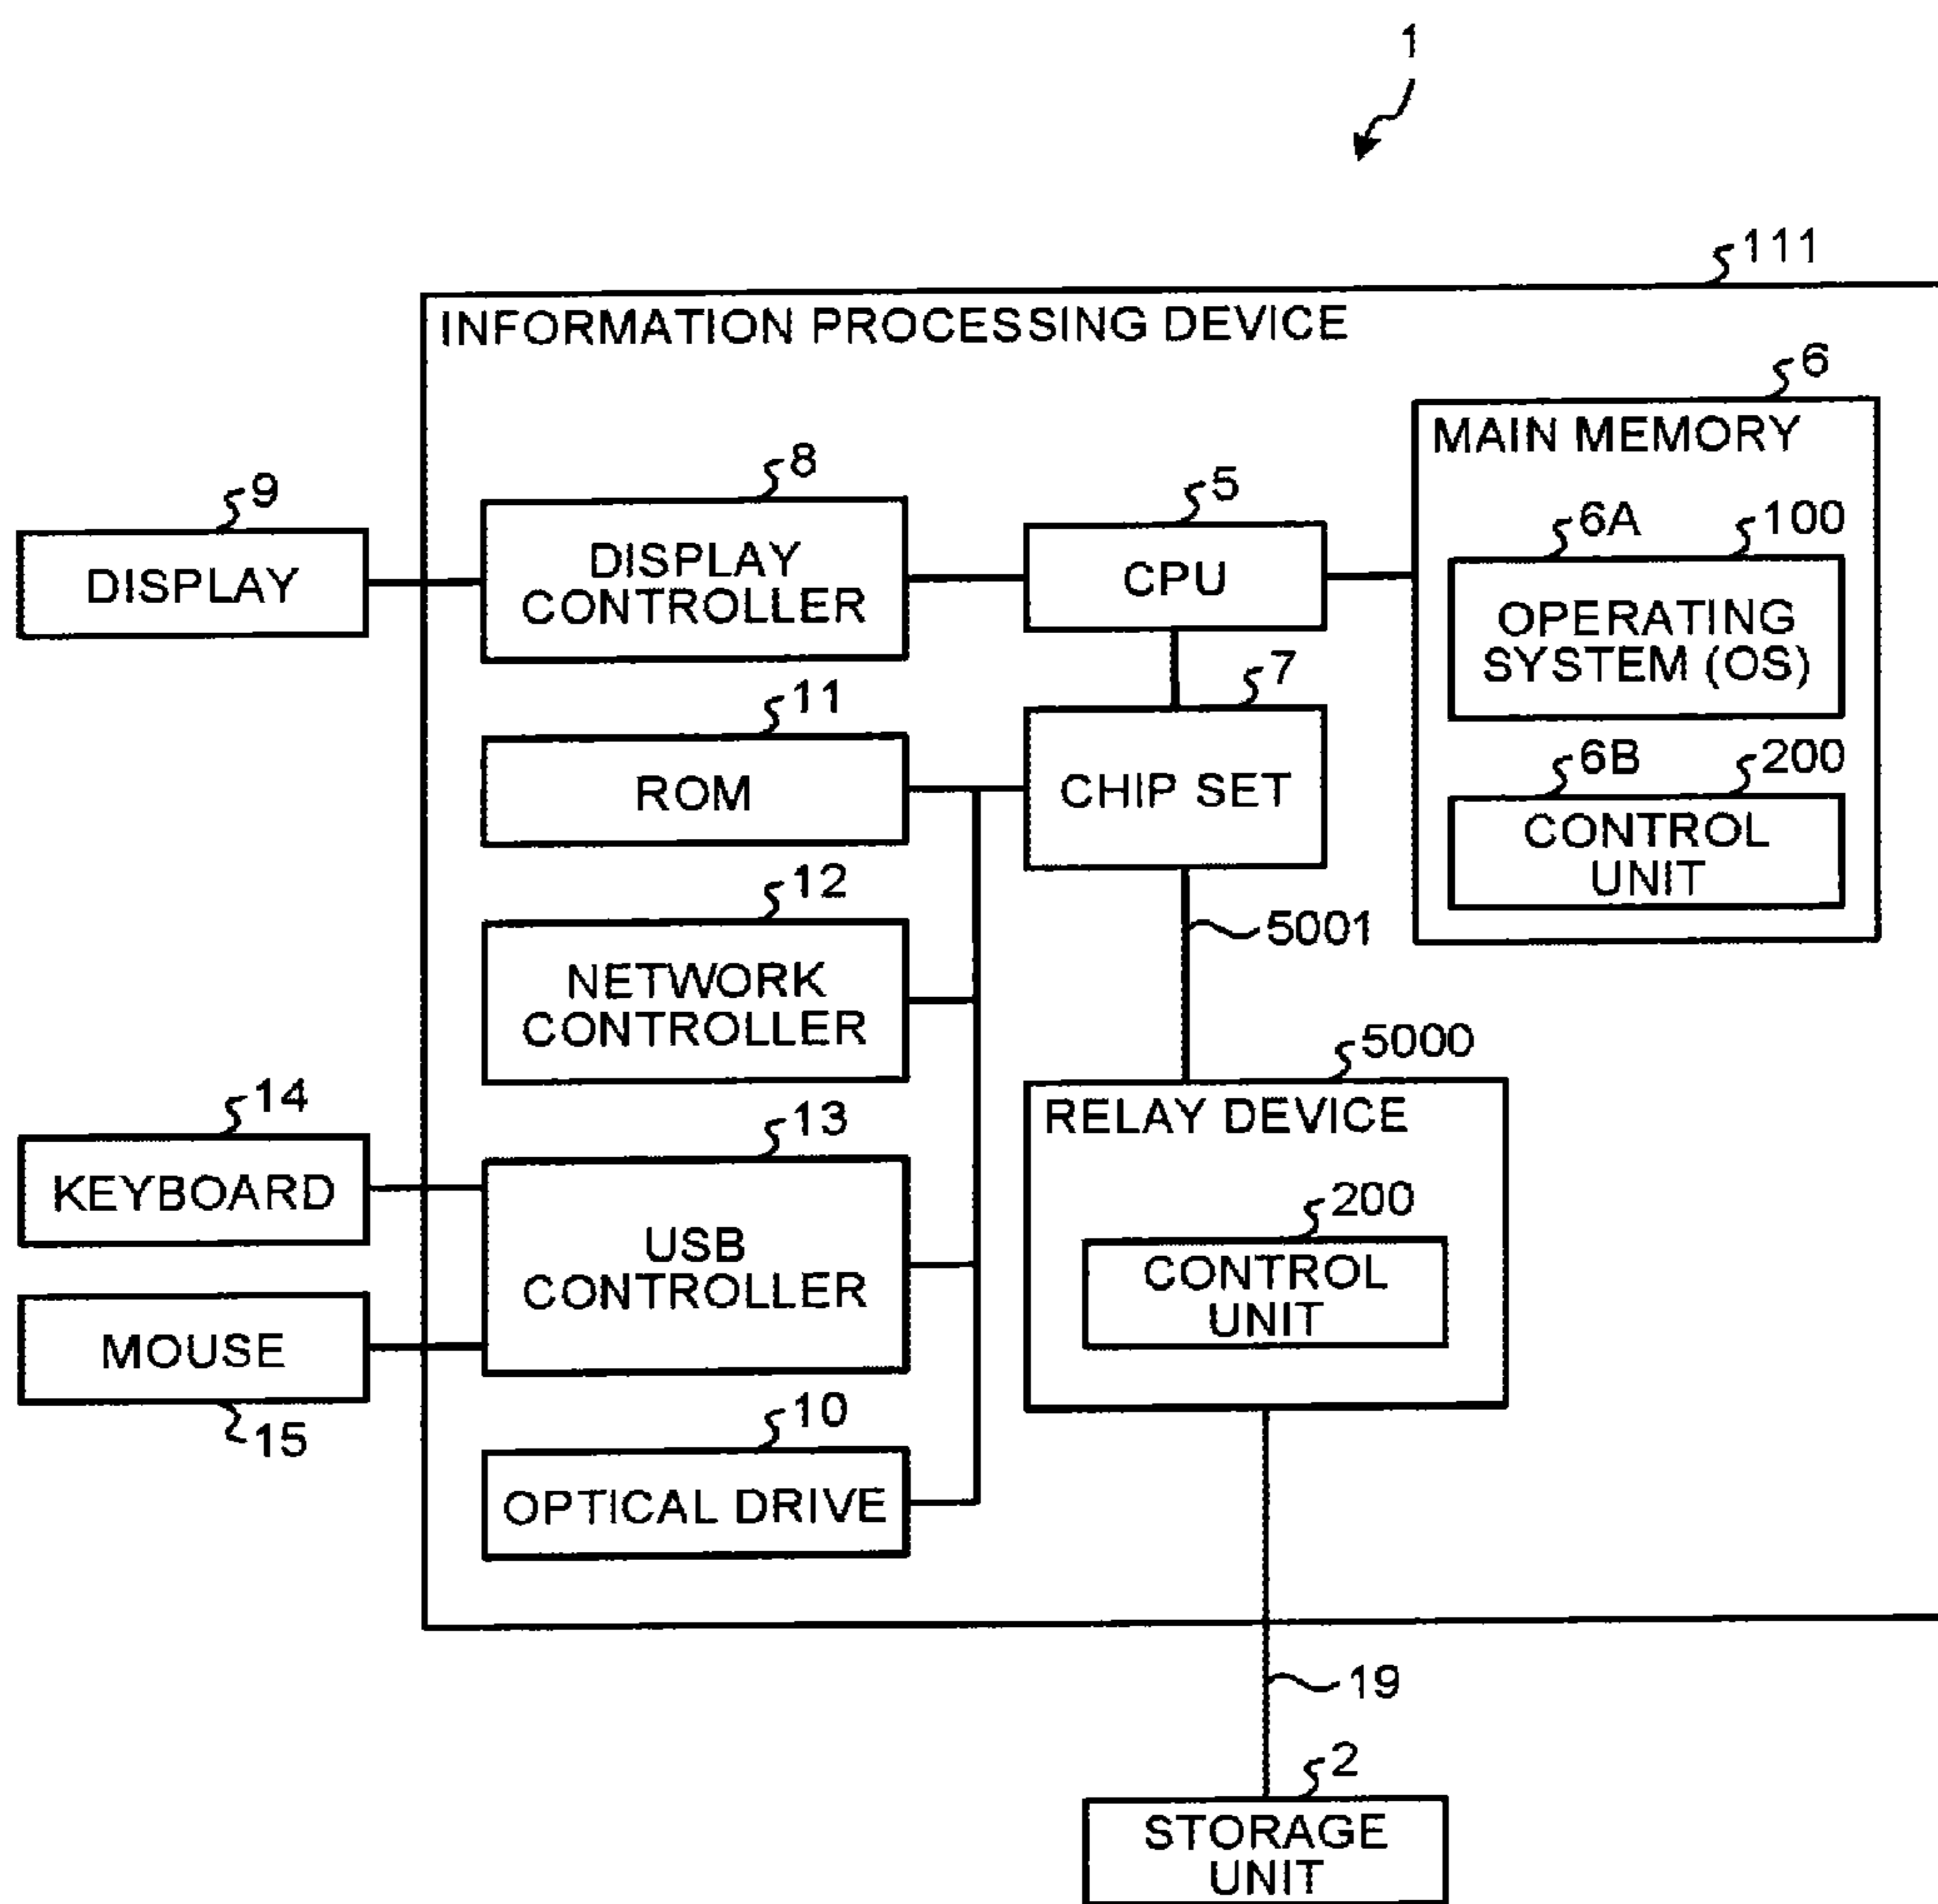 1
111
INFORMATION PROCESSING DEVICE
6
MAIN MEMORY
8
5
9
6A
100
DISPLAY
DISPLAY
CONTROLLER
CPU
OPERATING
SYSTEM (OS)
11
7
ROM
CHIP SET
6B
200
CONTROL
UNIT
12
5001
NETWORK
CONTROLLER
5000
RELAY DEVICE
14
13
KEYBOARD
USB
CONTROLLER
200
CONTROL
UNIT
MOUSE
15
10
OPTICAL DRIVE
19
2
STORAGE
UNIT